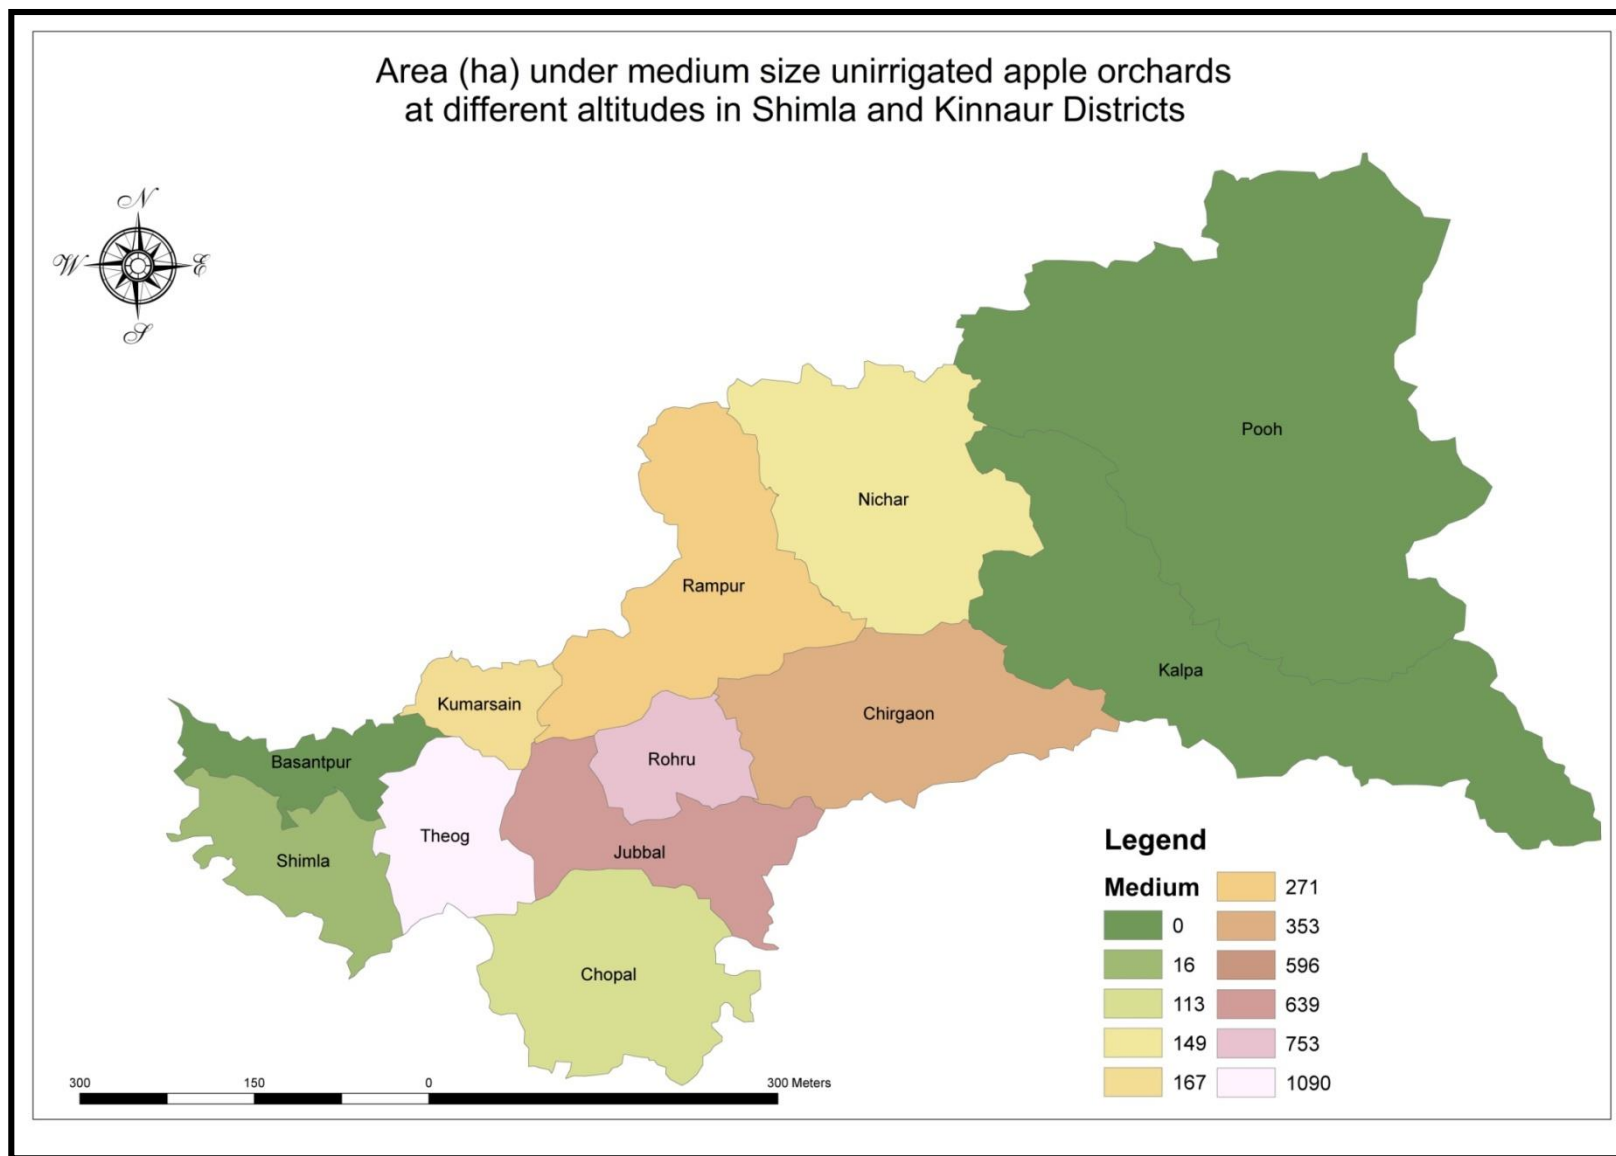 Area (ha) under medium size unirrigated apple orchards
at different altitudes in Shimla and Kinnaur Districts
N
W
E
S
Pooh
Nichar
Rampur
Kalpa
Kumarsain
Chirgaon
Rohru
Basantpur
Theog
Jubbal
Shimla
Chopal
Legend
Medium
0
16
113
149
167
271
353
596
639
753
1090
300 150 0 300 Meters